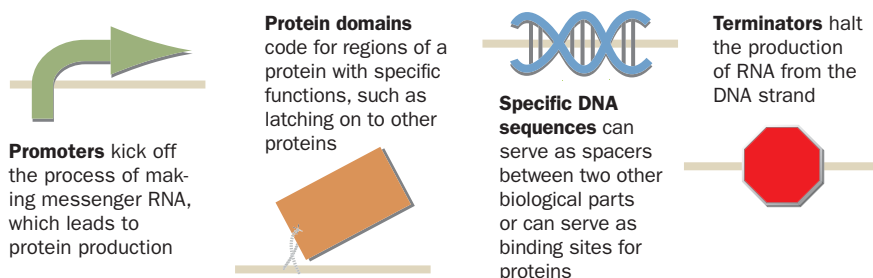 Promoters kick off
the process of mak-
ing messenger RNA,
which leads to
protein production
Protein domains
code for regions of a
protein with specific
functions, such as
latching on to other
proteins
Specific DNA
sequences can
serve as spacers
between two other
biological parts
or can serve as
binding sites for
proteins
Terminators halt
the production
of RNA from the
DNA strand